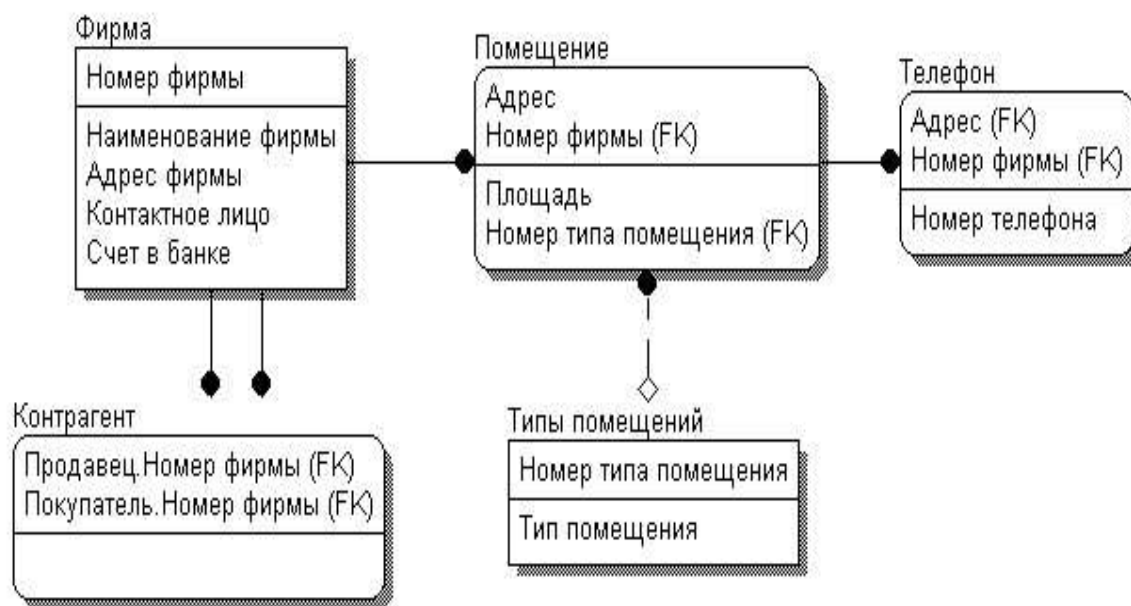 Фирма
Номер фирмы
Наименование фирмы
Адрес фирмы
Контактное лицо
Счет в банке
Помещение
Адрес
Номер фирмы (FK)
Площадь
Номер типа помещения (FK)
Телефон
Адрес (FK)
Номер фирмы (FK)
Номер телефона
Контрагент
Продавец.Номер фирмы (FK)
Покупатель.Номер фирмы (FK)
Типы помещений
Номер типа помещения
Тип помещения